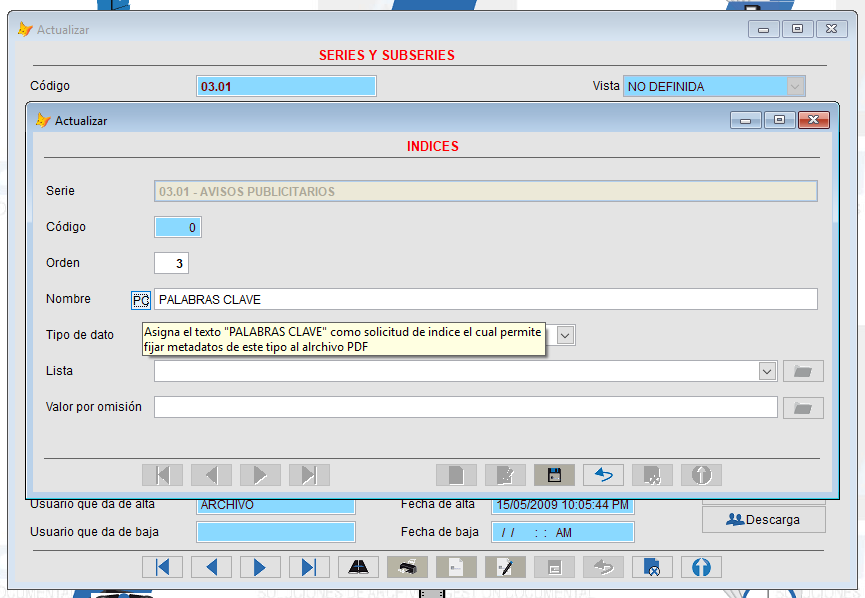 Actualizar
SERIES Y SUBSERIES
Código 03.01 Vista NO DEFINIDA
Actualizar
INDICES
Serie 03.01 - AVISOS PUBLICITARIOS
Código 0
Orden 3
Nombre PC PALABRAS CLAVE
Tipo de dato
Asigna el texto "PALABRAS CLAVE" como solicitud de indice el cual permite
fijar metadatos de este tipo al alrchivo PDF
Lista
Valor por omisión
Usuario que da de alta ARCHIVO Fecha de alta 15/05/2009 10:05:44 PM
Usuario que da de baja Fecha de baja / / : : AM
Descarga